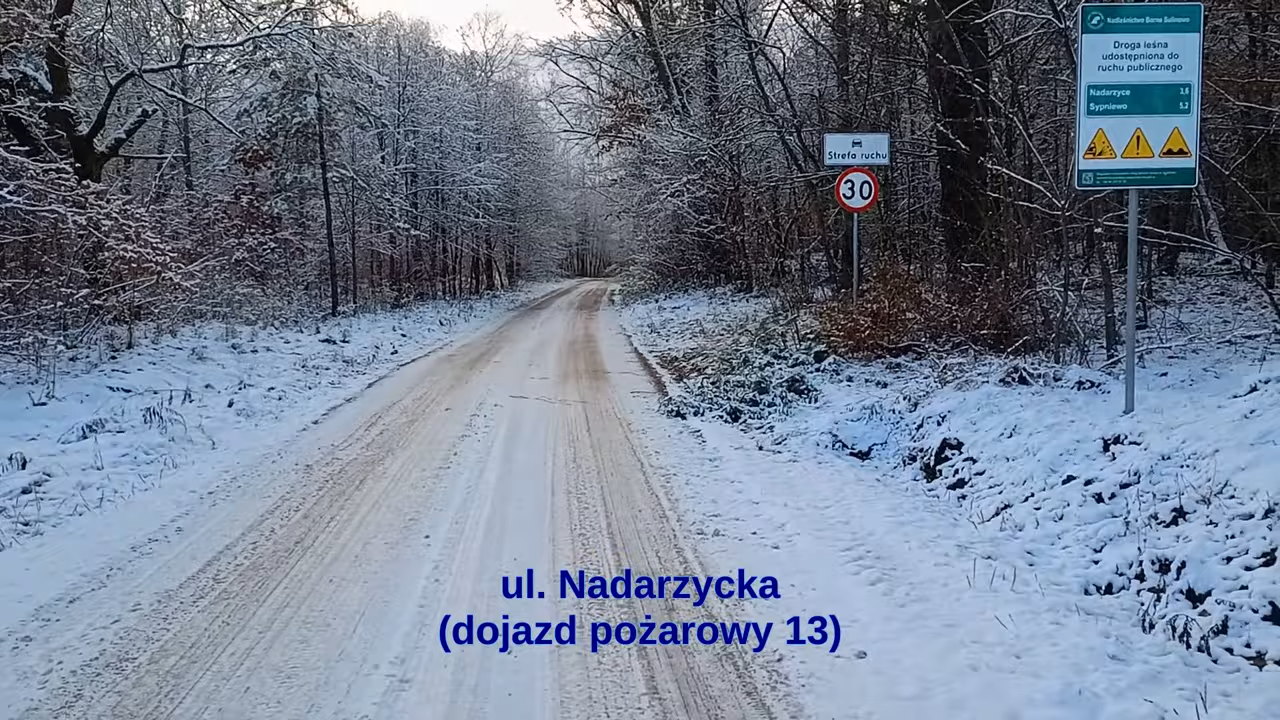 Nadleśnictwo Borne Sulinowo
Droga leśna
udostępniona do
ruchu publicznego
Nadarzyce 3,6
Sypniewo 5,2
Strefa ruchu
30
ul. Nadarzycka
(dojazd pożarowy 13)